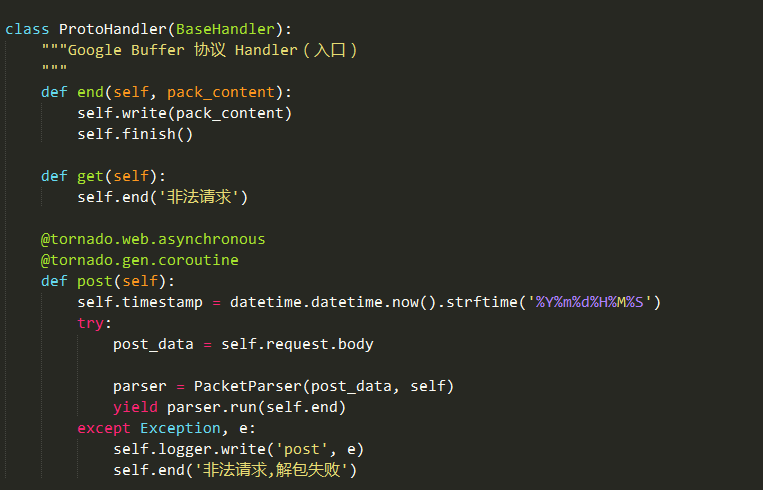 class ProtoHandler(BaseHandler):
    """Google Buffer 协议 Handler（入口）
    """
    def end(self, pack_content):
        self.write(pack_content)
        self.finish()
    def get(self):
        self.end('非法请求')
    @tornado.web.asynchronous
    @tornado.gen.coroutine
    def post(self):
        self.timestamp = datetime.datetime.now().strftime('%Y%m%d%H%M%S')
        try:
            post_data = self.request.body
            parser = PacketParser(post_data, self)
            yield parser.run(self.end)
        except Exception, e:
            self.logger.write('post', e)
            self.end('非法请求,解包失败')